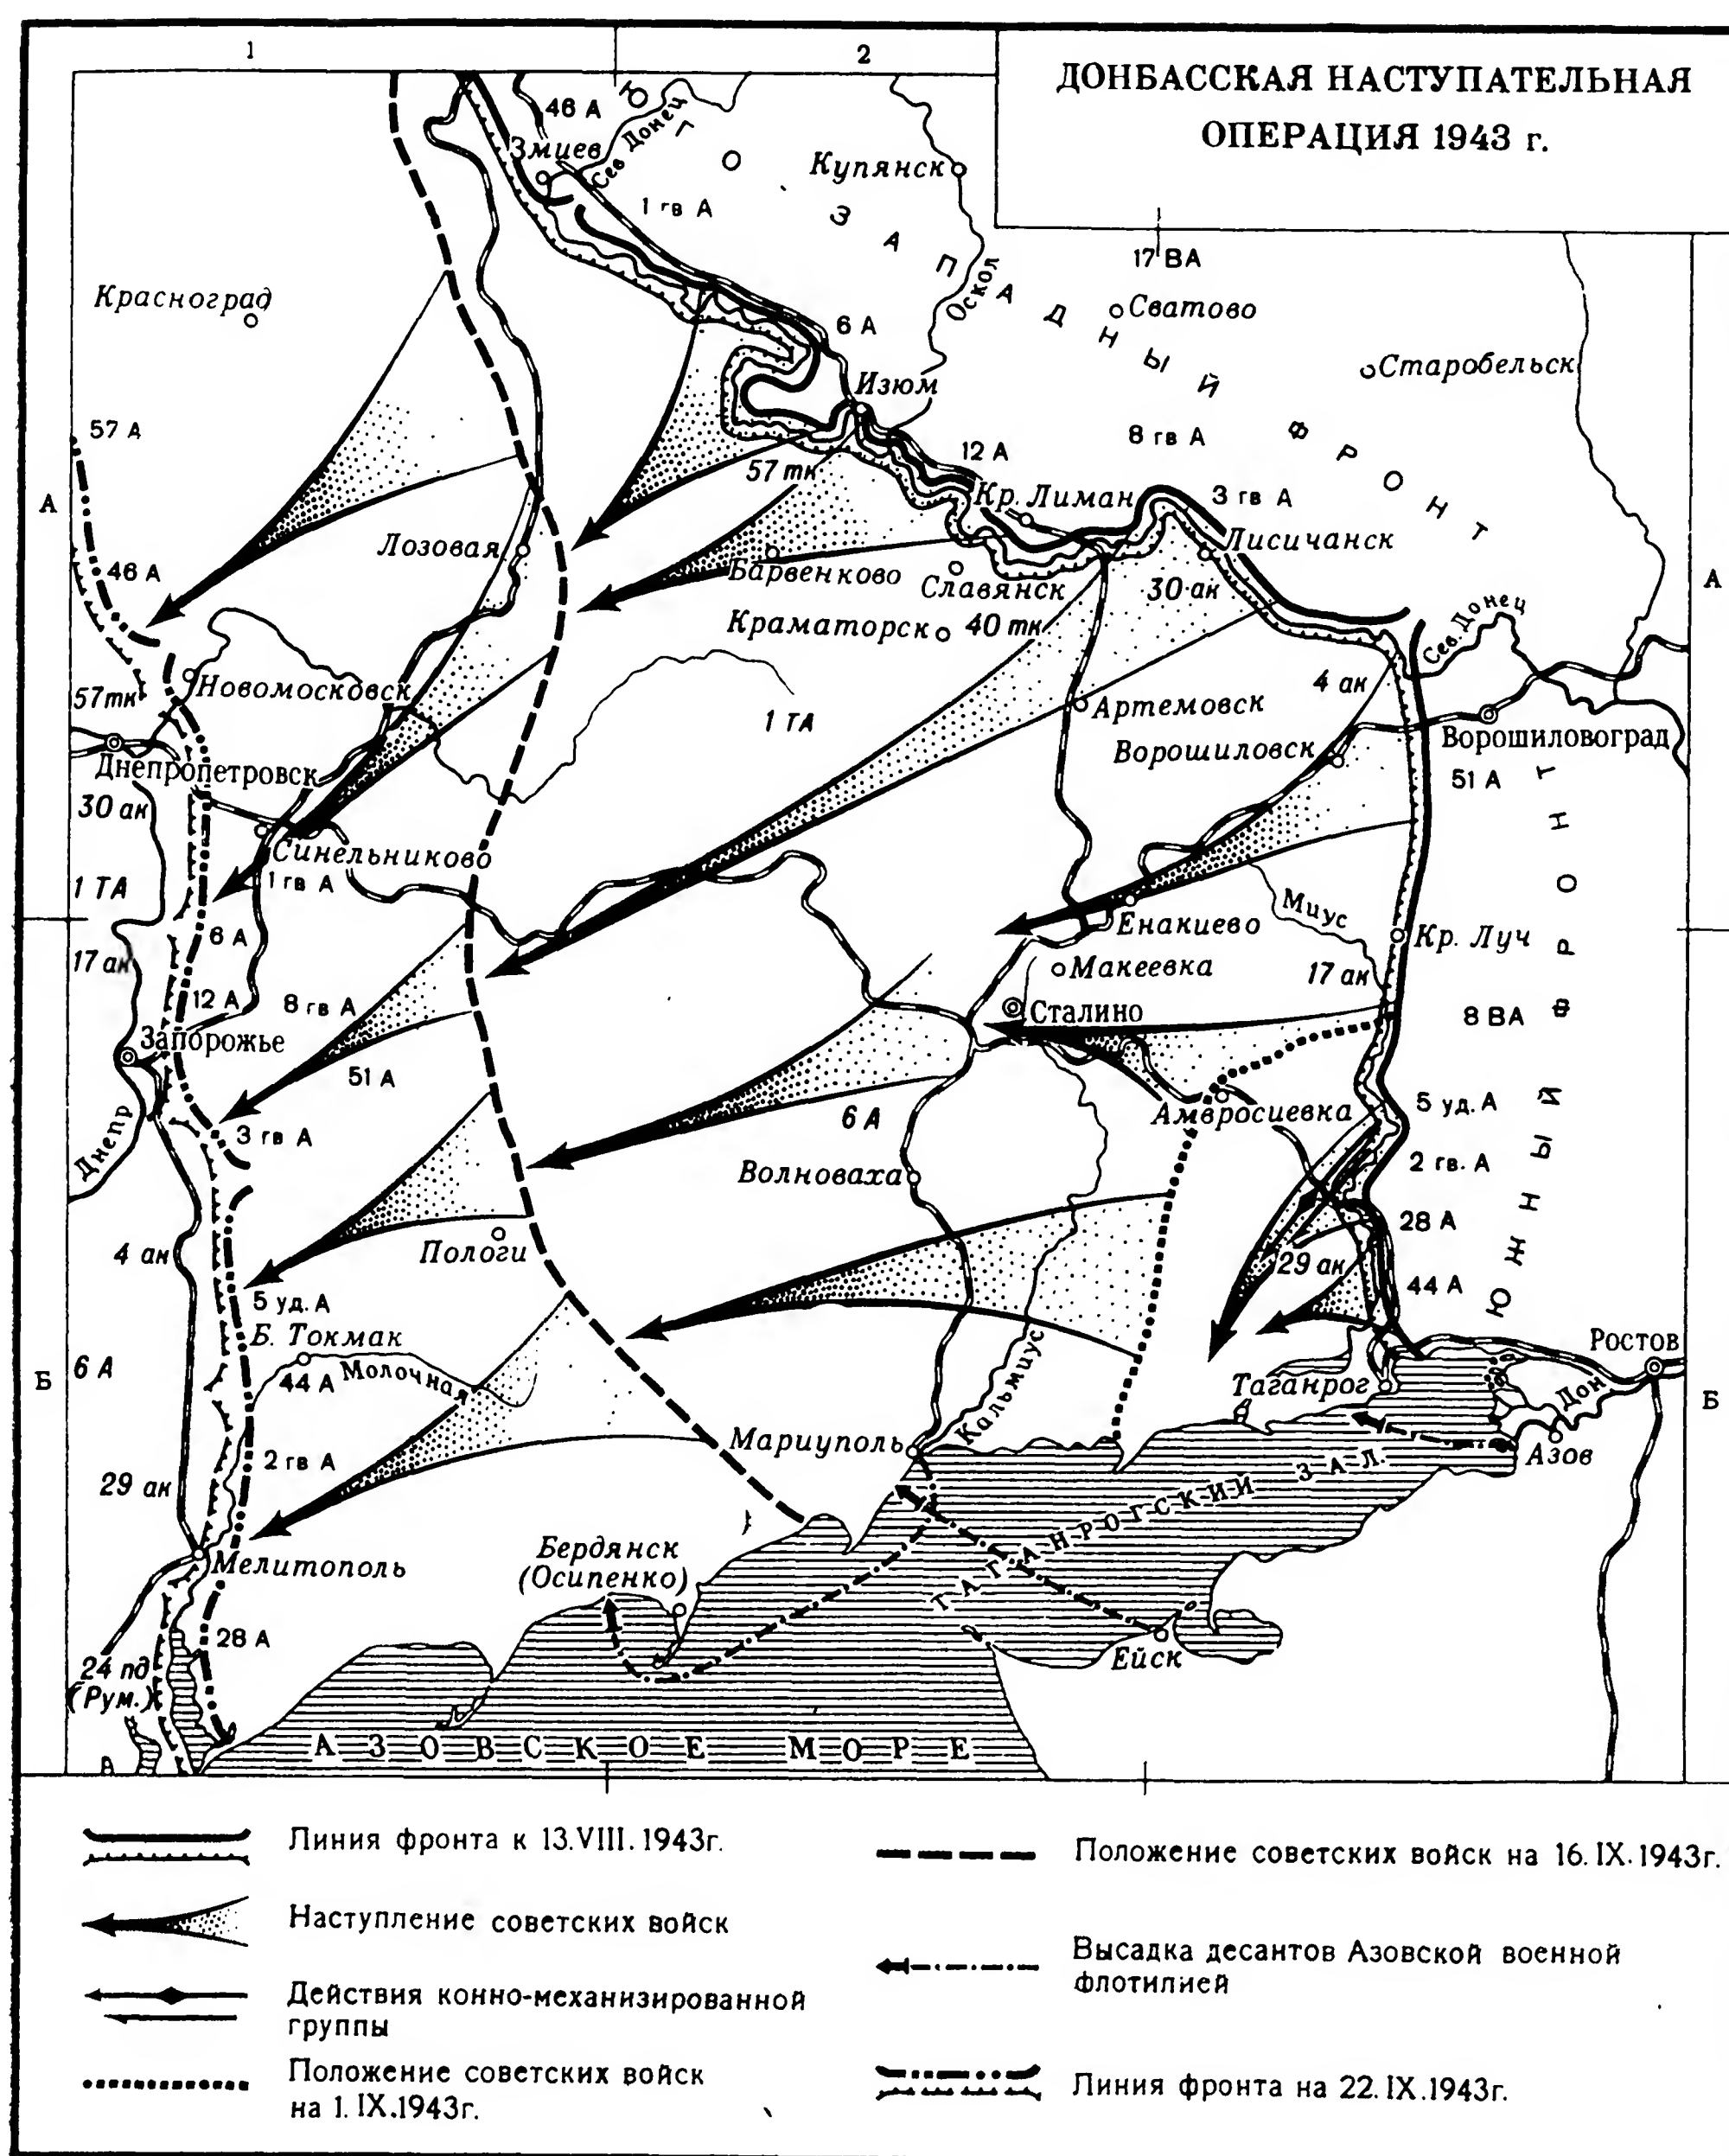 1
2
ДОНБАССКАЯ НАСТУПАТЕЛЬНАЯ
ОПЕРАЦИЯ 1943 г.
46 А
Змиев
Сев Донец
Купянск
1 гв А
ЮГО ЗАПАДНЫЙ ФРОНТ
17 ВА
Оскол
Сватово
Красноград
6 А
Старобельск
Изюм
57 А
8 гв А
12 А
57 тк
Кр. Лиман
3 гв А
А
Лозовая
Лисичанск
46 А
Барвенково
Славянск
30 ак
А
Краматорск
40 тк
Сев. Донец
57 тк
Новомосковск
4 ак
1 ТА
Артемовск
Ворошиловск
Ворошиловоград
Днепропетровск
51 А
30 ак
Синельниково
1 ТА
1 гв А
Миус
Енакиево
6 А
Кр. Луч
17 ак
Макеевка
17 ак
12 А
8 гв А
Сталино
8 ВА
Запорожье
51 А
ЮЖНЫЙ ФРОНТ
Днепр
3 гв А
6 А
Амвросиевка
5 уд. А
2 гв. А
Волноваха
28 А
4 ак
Пологи
29 ак
44 А
5 уд. А
Б. Токмак
Ростов
Б
6 А
44 А
Молочная
Таганрог
Дон
Б
Кальмиус
Мариуполь
Азов
2 гв А
29 ак
ТАГАНРОГСКИЙ ЗАЛ.
Бердянск
(Осипенко)
Мелитополь
28 А
Ейск
24 пд
(Рум.)
АЗОВСКОЕ МОРЕ
Линия фронта к 13.VIII.1943г.
Наступление советских войск
Действия конно-механизированной
группы
Положение советских войск
на 1.IX.1943г.
Положение советских войск на 16.IX.1943г.
Высадка десантов Азовской военной
флотилией
Линия фронта на 22.IX.1943г.